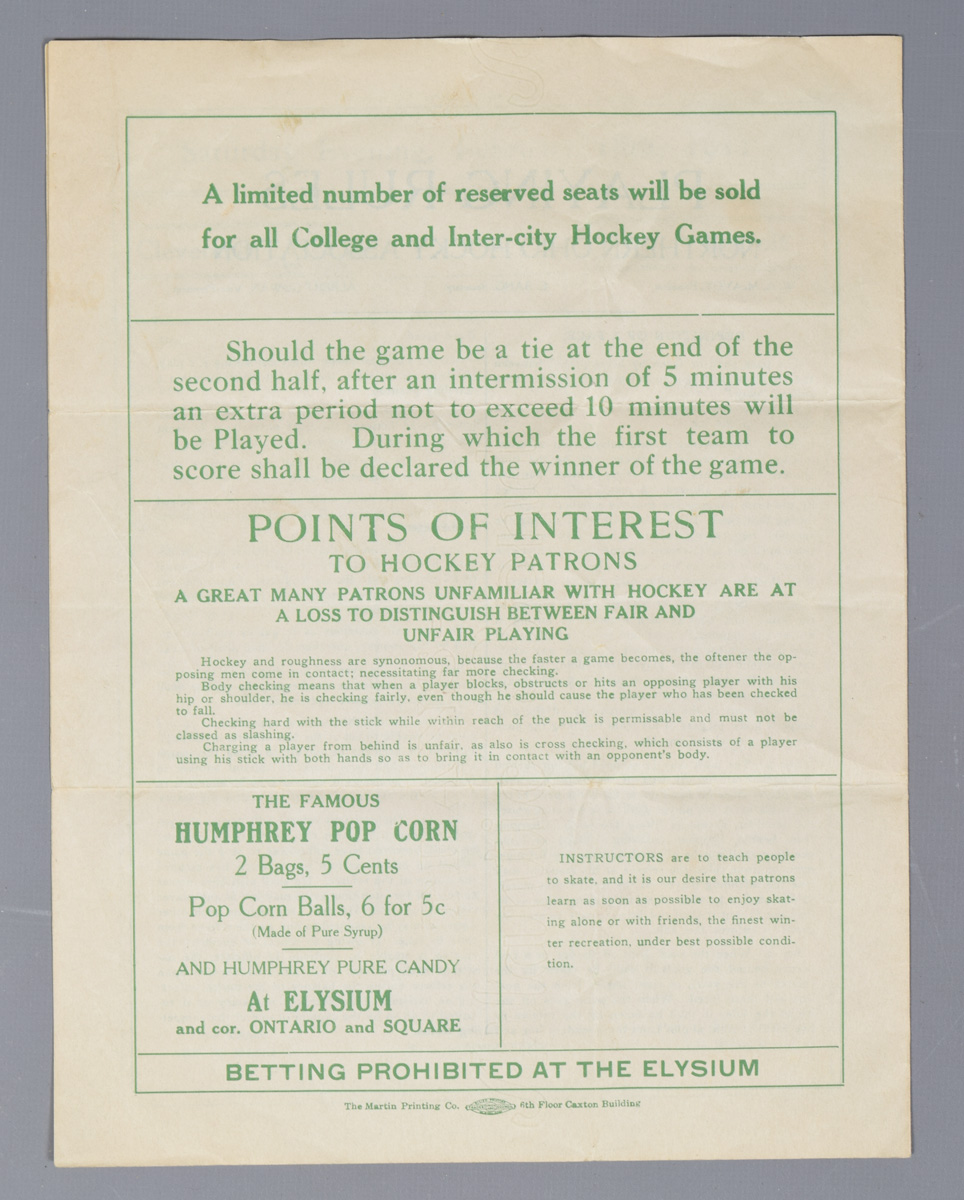 A limited number of reserved seats will be sold
for all College and Inter-city Hockey Games.
Should the game be a tie at the end of the
second half, after an intermission of 5 minutes
an extra period not to exceed 10 minutes will
be Played. During which the first team to
score shall be declared the winner of the game.
POINTS OF INTEREST
TO HOCKEY PATRONS
A GREAT MANY PATRONS UNFAMILIAR WITH HOCKEY ARE AT
A LOSS TO DISTINGUISH BETWEEN FAIR AND
UNFAIR PLAYING
Hockey and roughness are synonomous, because the faster a game becomes, the oftener the op-
posing men come in contact; necessitating far more checking.
Body checking means that when a player blocks, obstructs or hits an opposing player with his
hip or shoulder, he is checking fairly, even though he should cause the player who has been checked
to fall.
Checking hard with the stick while within reach of the puck is permissable and must not be
classed as slashing.
Charging a player from behind is unfair, as also is cross checking, which consists of a player
using his stick with both hands so as to bring it in contact with an opponent's body.
THE FAMOUS
HUMPHREY POP CORN
2 Bags, 5 Cents
Pop Corn Balls, 6 for 5c
(Made of Pure Syrup)
AND HUMPHREY PURE CANDY
At ELYSIUM
and cor. ONTARIO and SQUARE
INSTRUCTORS are to teach people
to skate, and it is our desire that patrons
learn as soon as possible to enjoy skat-
ing alone or with friends, the finest win-
ter recreation, under best possible condi-
tion.
BETTING PROHIBITED AT THE ELYSIUM
The Martin Printing Co. 6th Floor Caxton Building